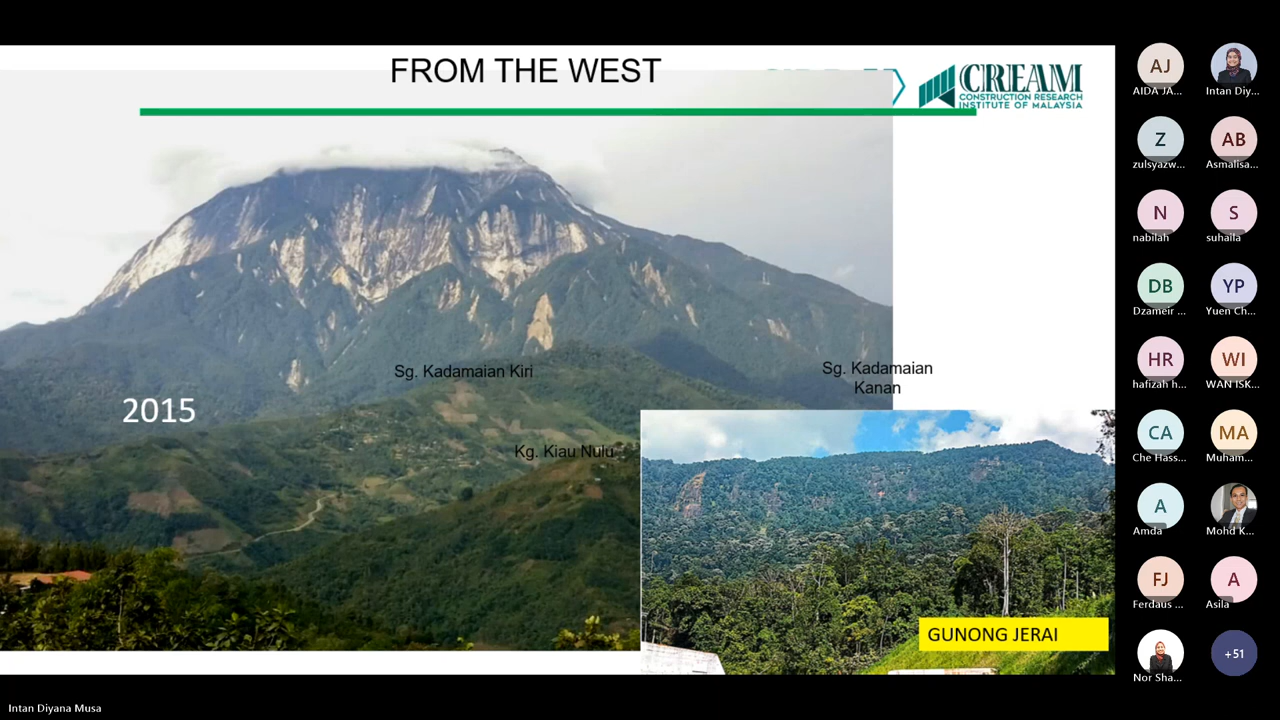 FROM THE WEST
CREAM
CONSTRUCTION RESEARCH
INSTITUTE OF MALAYSIA
Sg. Kadamaian Kiri
Sg. Kadamaian
Kanan
2015
Kg. Kiau Nulu
GUNONG JERAI
AJ
AIDA JA...
Intan Diy...
Z
zulsyazw...
AB
Asmalisa...
N
nabilah
S
suhaila
DB
Dzameir ...
YP
Yuen Ch...
HR
hafizah h...
WI
WAN ISK...
CA
Che Hass...
MA
Muham...
A
Amda
Mohd K...
FJ
Ferdaus ...
A
Asila
Nor Sha...
+51
Intan Diyana Musa